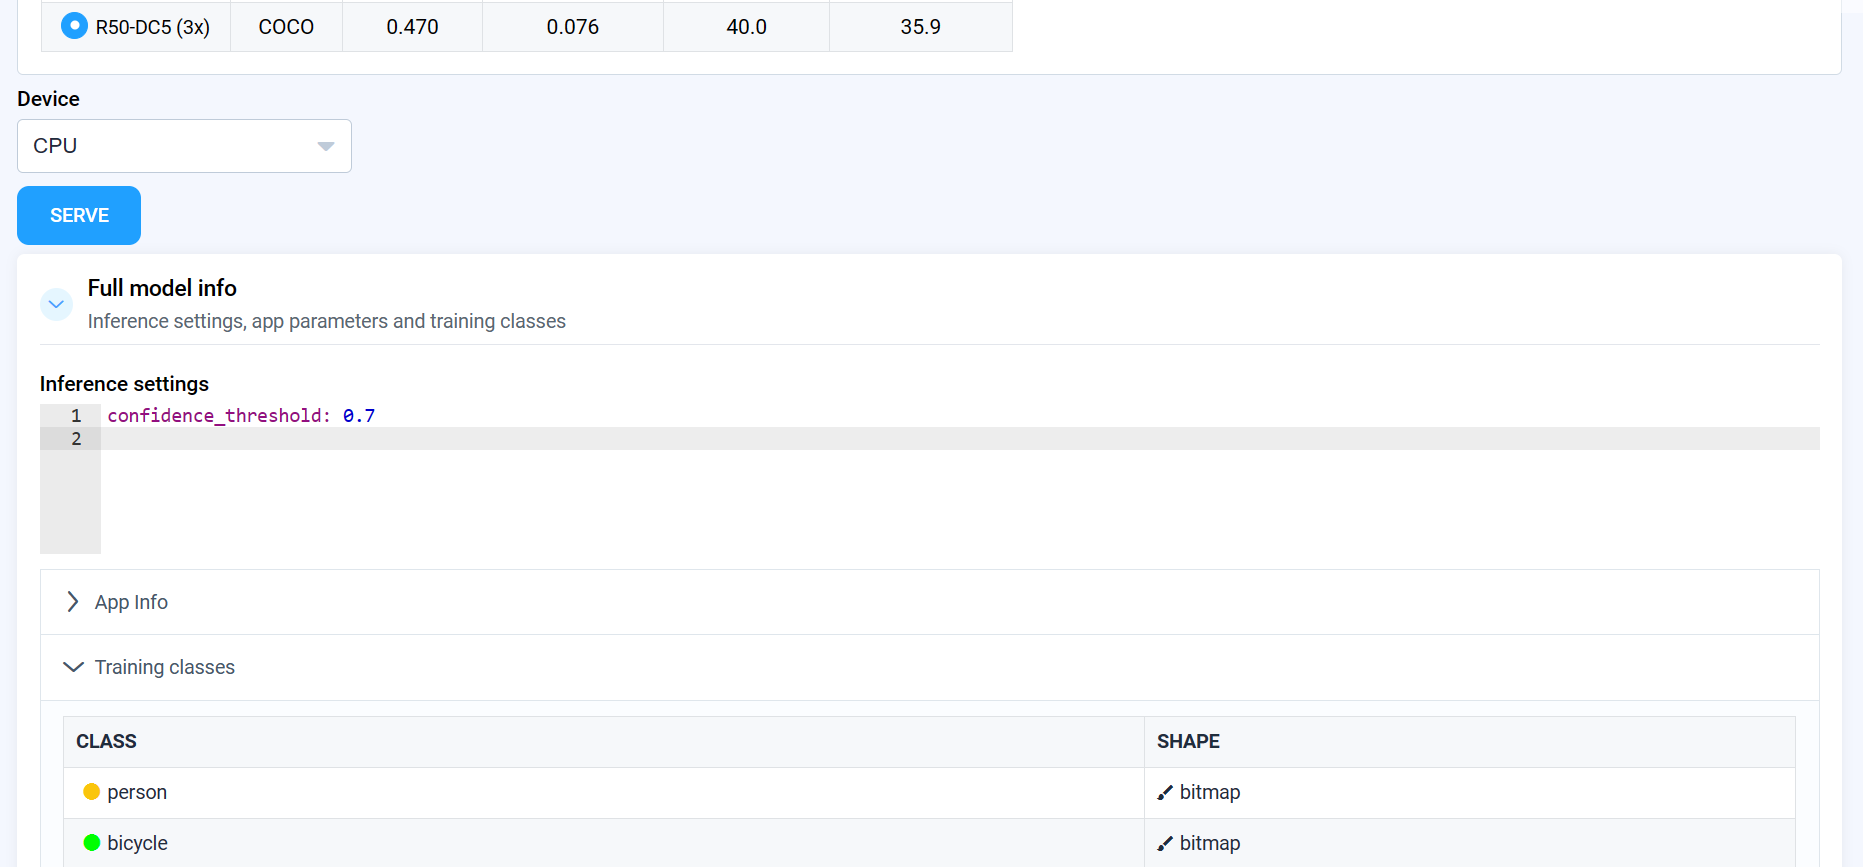 R50-DC5 (3x) COCO 0.470 0.076 40.0 35.9
Device
CPU
SERVE
Full model info
Inference settings, app parameters and training classes
Inference settings
1 confidence_threshold: 0.7
2
App Info
Training classes
CLASS SHAPE
person bitmap
bicycle bitmap